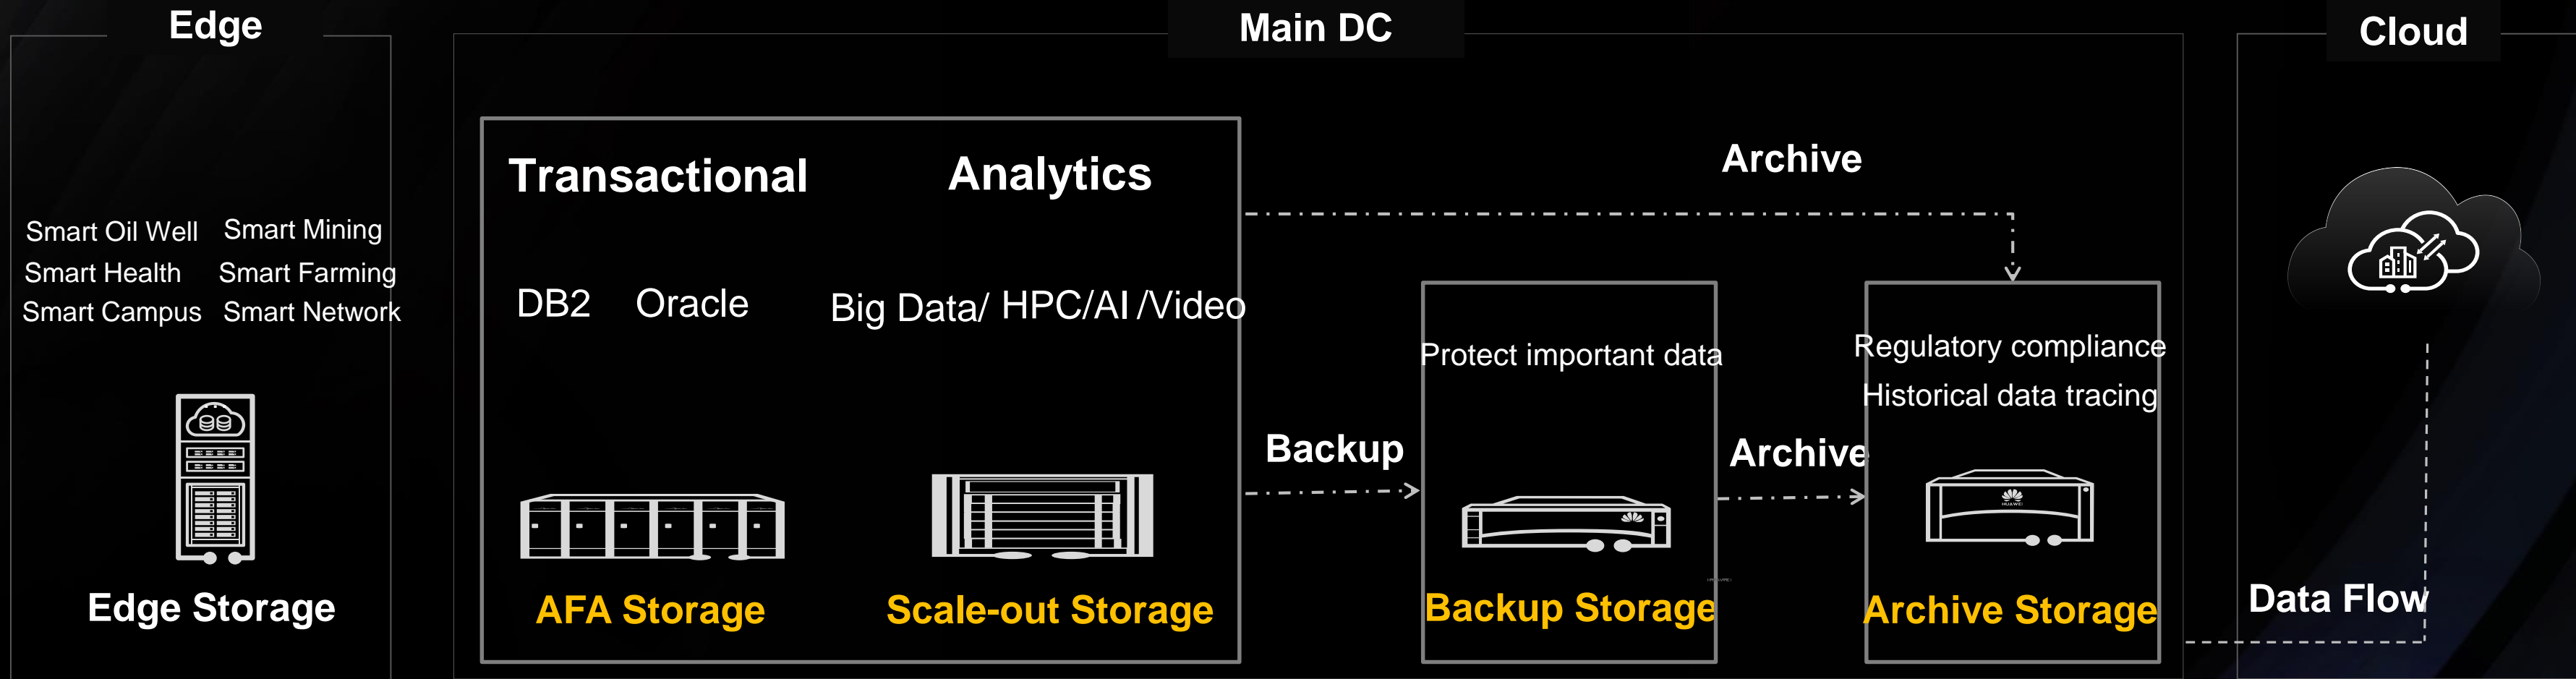 Edge
Main DC
Cloud
Smart Oil Well Smart Mining
Smart Health Smart Farming
Smart Campus Smart Network
Edge Storage
Transactional
Analytics
DB2 Oracle
Big Data/ HPC/AI /Video
AFA Storage
Scale-out Storage
Backup
Archive
Protect important data
Backup Storage
Archive
Regulatory compliance
Historical data tracing
HUAWEI
Archive Storage
Data Flow